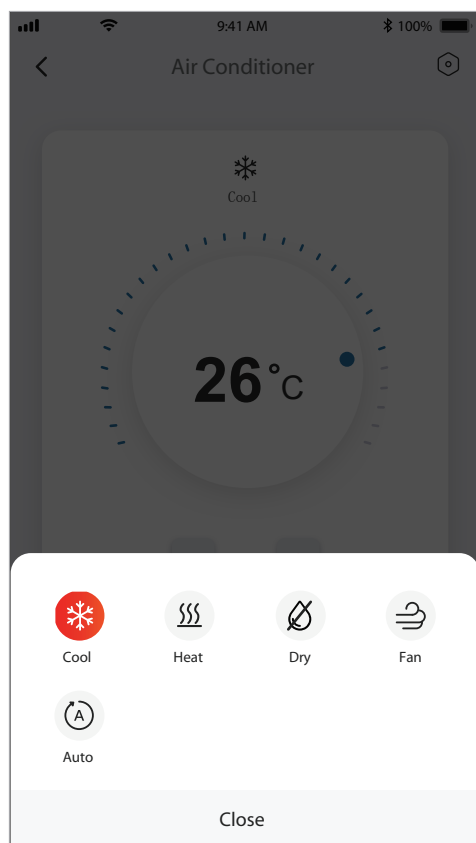 9:41 AM 100%
Air Conditioner
Cool
26°C
Cool Heat Dry Fan
A
Auto
Close